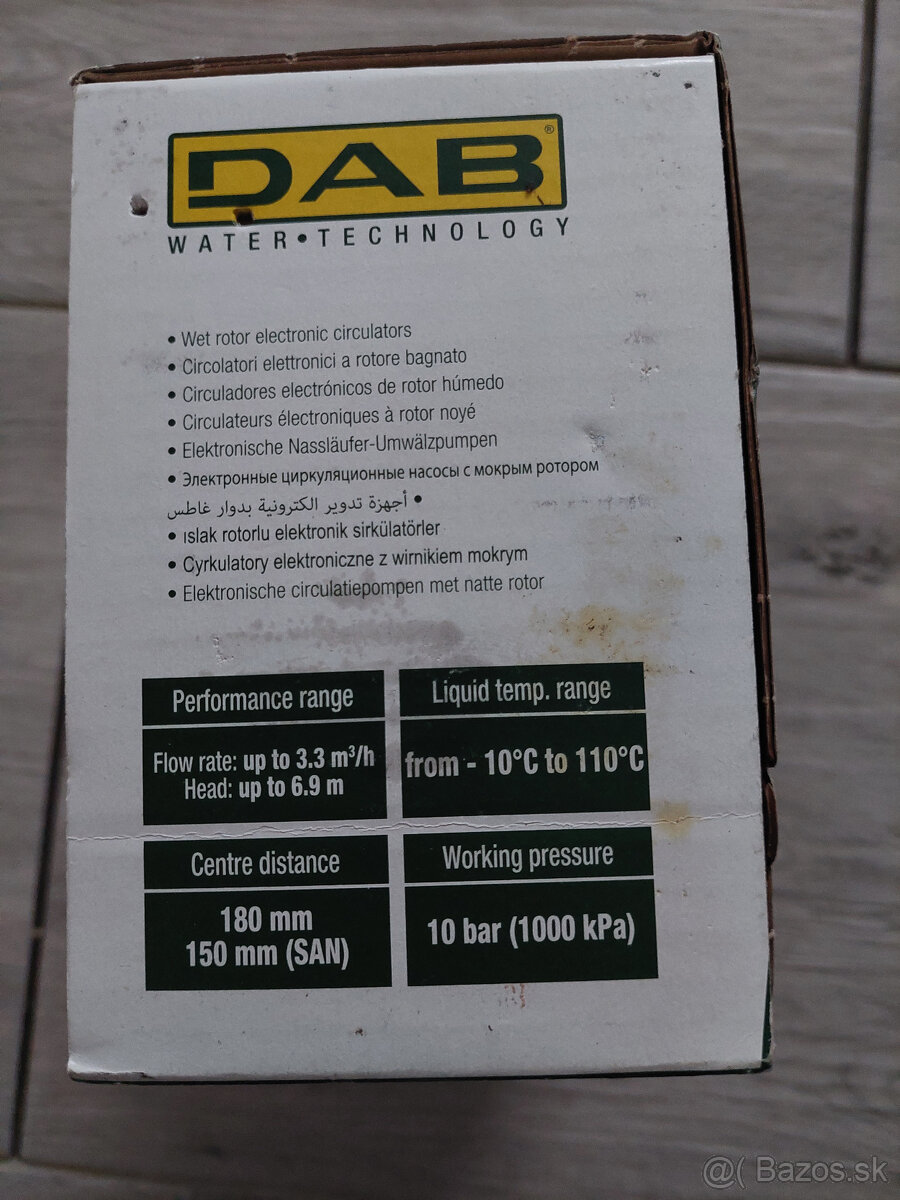 DAB®
WATER•TECHNOLOGY
• Wet rotor electronic circulators
• Circolatori elettronici a rotore bagnato
• Circuladores electrónicos de rotor húmedo
• Circulateurs électroniques à rotor noyé
• Elektronische Nassläufer-Umwälzpumpen
• Электронные циркуляционные насосы с мокрым ротором
• أجهزة تدوير الكترونية بدوار غاطس
• ıslak rotorlu elektronik sirkülatörler
• Cyrkulatory elektroniczne z wirnikiem mokrym
• Elektronische circulatiepompen met natte rotor
Performance range
Flow rate: up to 3.3 m³/h
Head: up to 6.9 m
Liquid temp. range
from - 10°C to 110°C
Centre distance
180 mm
150 mm (SAN)
Working pressure
10 bar (1000 kPa)
@( Bazos.sk